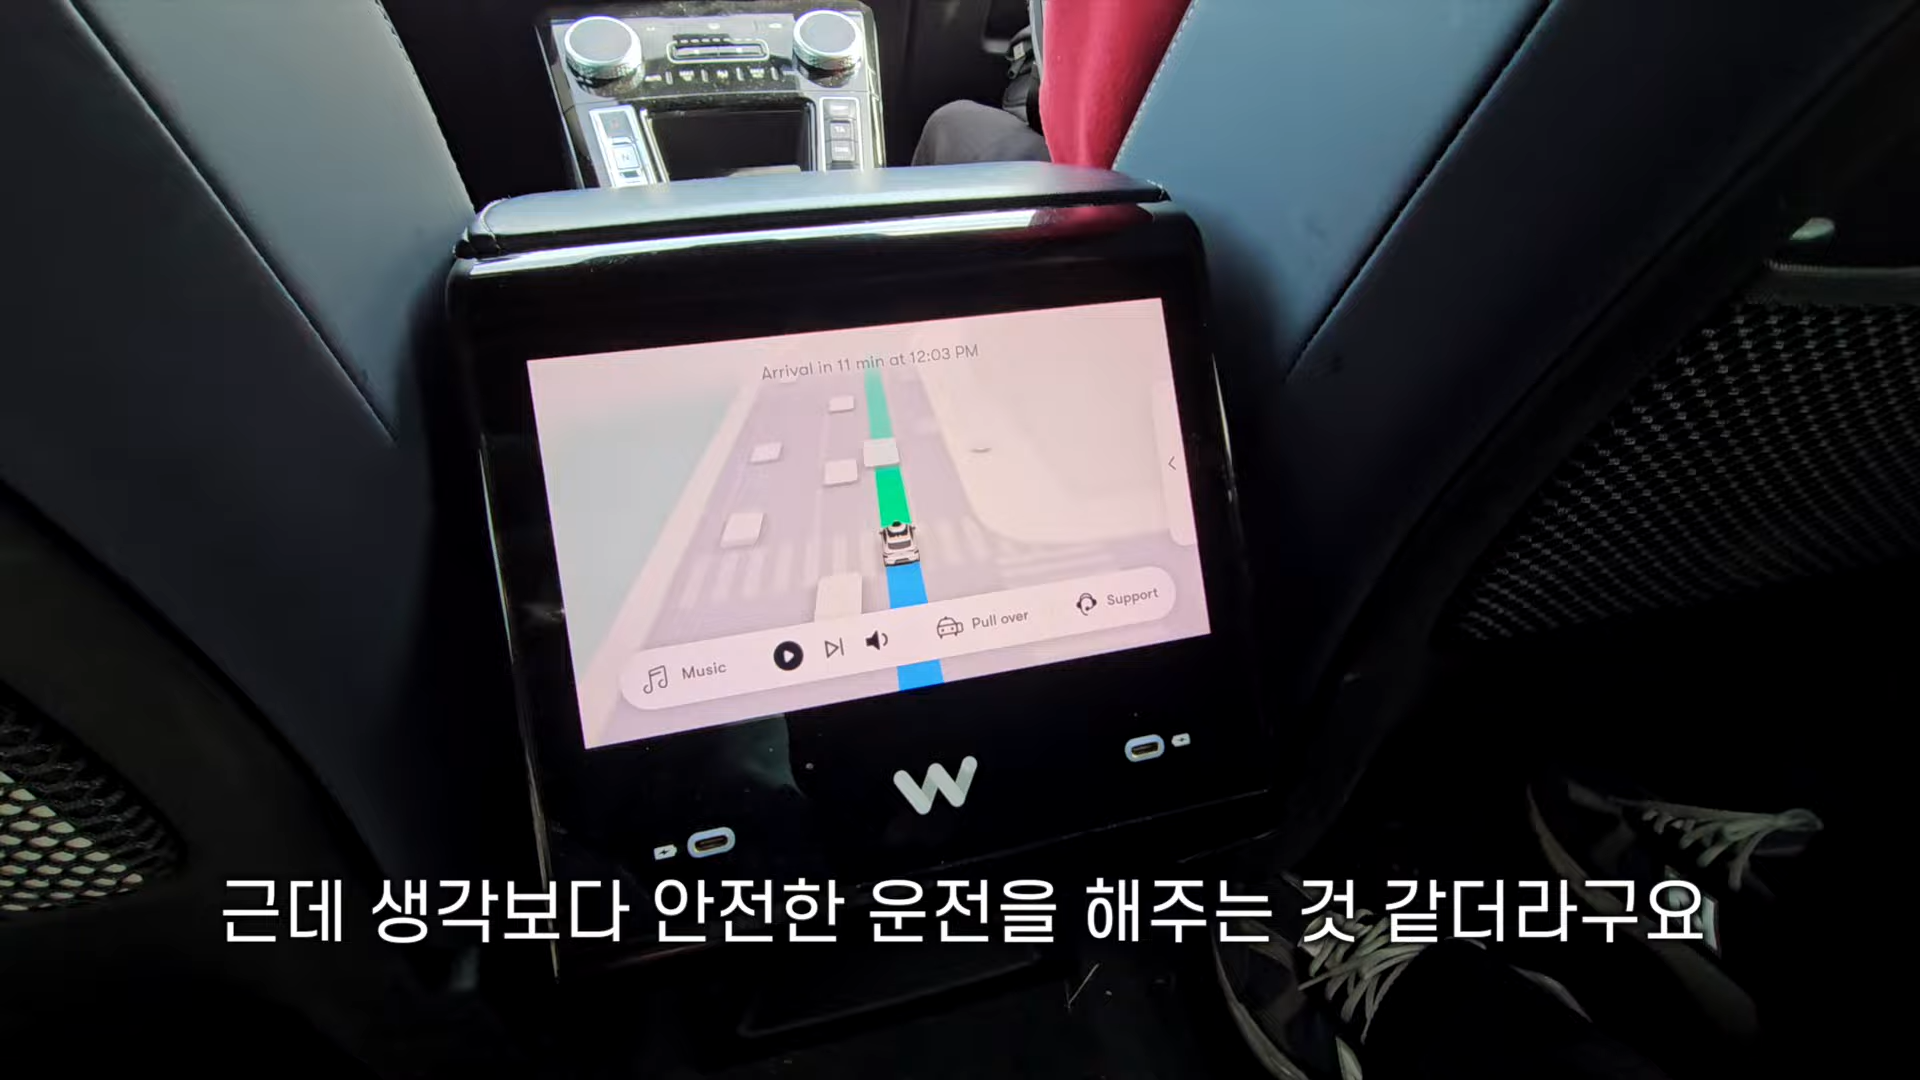 N
Arrival in 11 min at 12:03 PM
Music
Pull over
Support
W
근데 생각보다 안전한 운전을 해주는 것 같더라구요